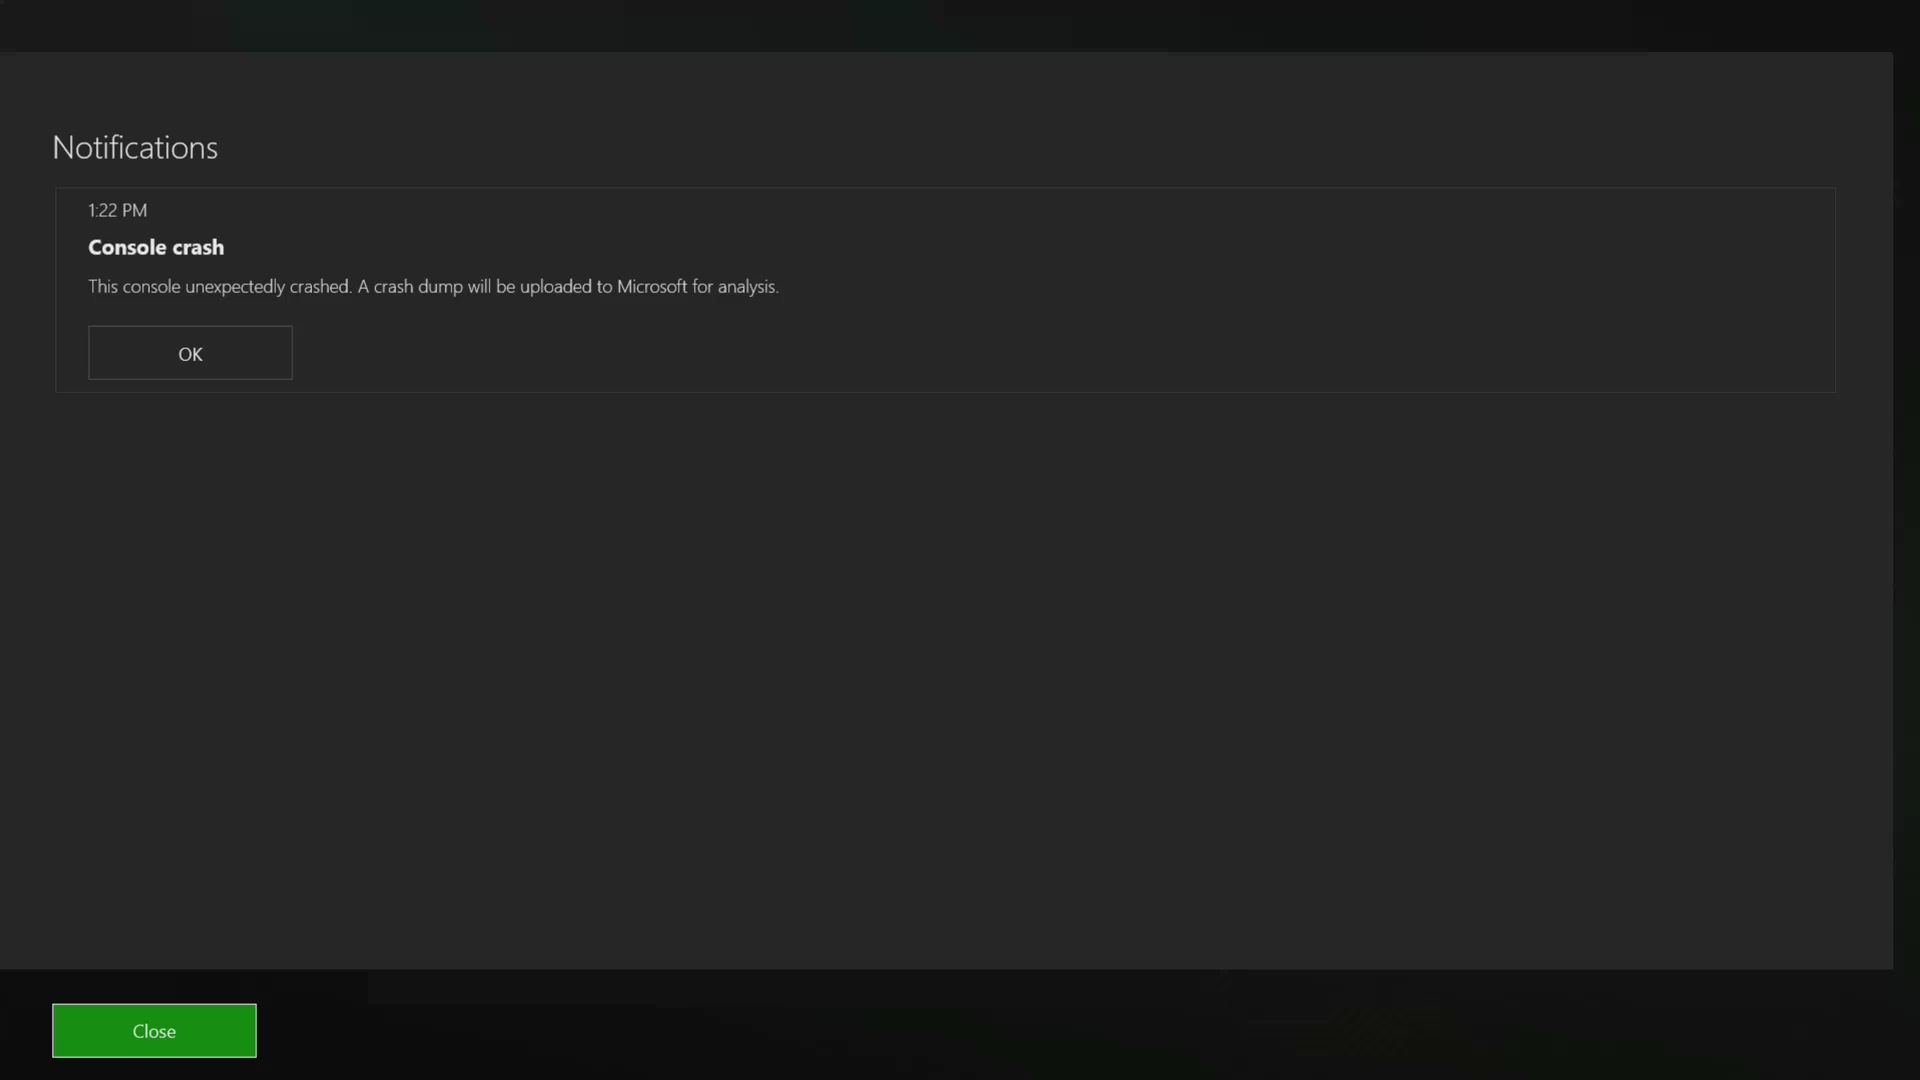 Notifications
1:22 PM
Console crash
This console unexpectedly crashed. A crash dump will be uploaded to Microsoft for analysis.
OK
Close